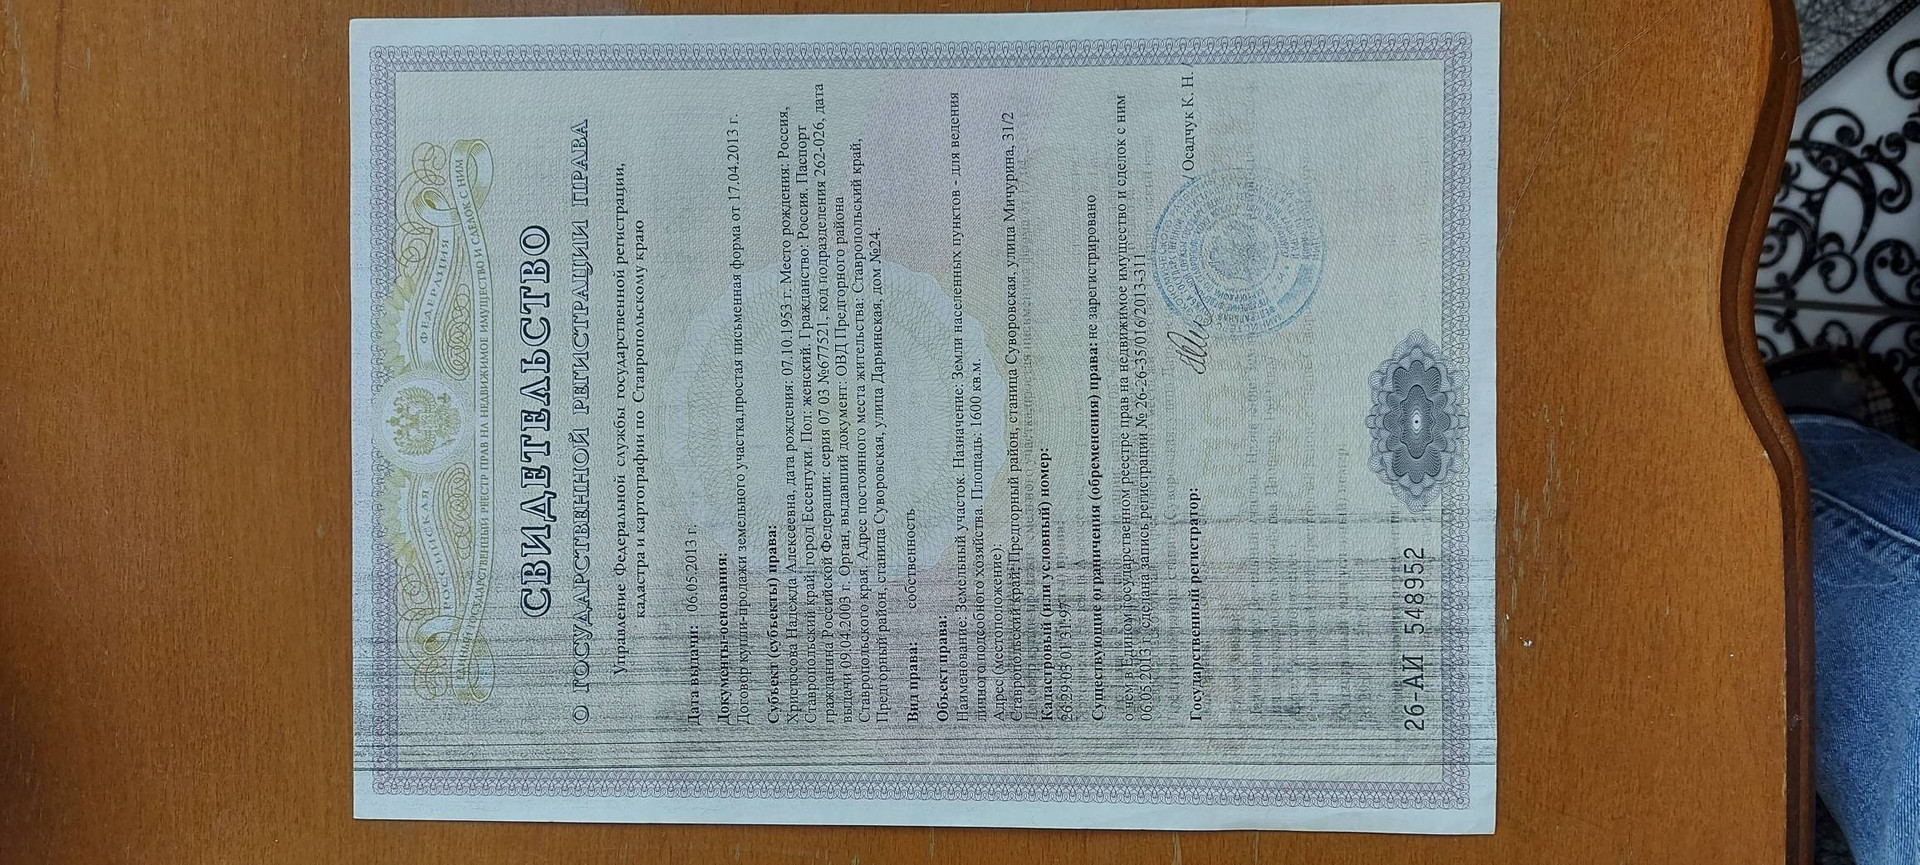 РОССИЙСКАЯ ФЕДЕРАЦИЯ
ЕДИНЫЙ ГОСУДАРСТВЕННЫЙ РЕЕСТР ПРАВ НА НЕДВИЖИМОЕ ИМУЩЕСТВО И СДЕЛОК С НИМ
СВИДЕТЕЛЬСТВО
О ГОСУДАРСТВЕННОЙ РЕГИСТРАЦИИ ПРАВА
Управление Федеральной службы государственной регистрации,
кадастра и картографии по Ставропольскому краю
Дата выдачи: 06.05.2013 г.
Документы-основания:
Договор купли-продажи земельного участка,простая письменная форма от 17.04.2013 г.
Субъект (субъекты) права:
Хрисюсова Надежда Алексеевна, дата рождения: 07.10.1953 г. Место рождения: Россия,
Ставропольский край, город Ессентуки. Пол: женский. Гражданство: Россия. Паспорт
гражданина Российской Федерации: серия 07 03 №677521, код подразделения 262-026, дата
выдачи 09.04.2003 г. Орган, выдавший документ: ОВД Предгорного района
Ставропольского края. Адрес постоянного места жительства: Ставропольский край,
Предгорный район, станица Суворовская, улица Дарьинская, дом №24.
Вид права: собственность
Объект права:
Наименование: Земельный участок. Назначение: Земли населенных пунктов - для ведения
личного подсобного хозяйства. Площадь: 1600 кв.м.
Адрес (местоположение):
Ставропольский край, Предгорный район, станица Суворовская, улица Мичурина, 31/2
Кадастровый (или условный) номер:
Существующие ограничения (обременения) права: не зарегистрировано
о чем в Едином государственном реестре прав на недвижимое имущество и сделок с ним
06.05.2013 г. сделана запись регистрации № 26-26-35/016/2013-311
Государственный регистратор: / Осадчук К. Н. /
26-АИ 548952